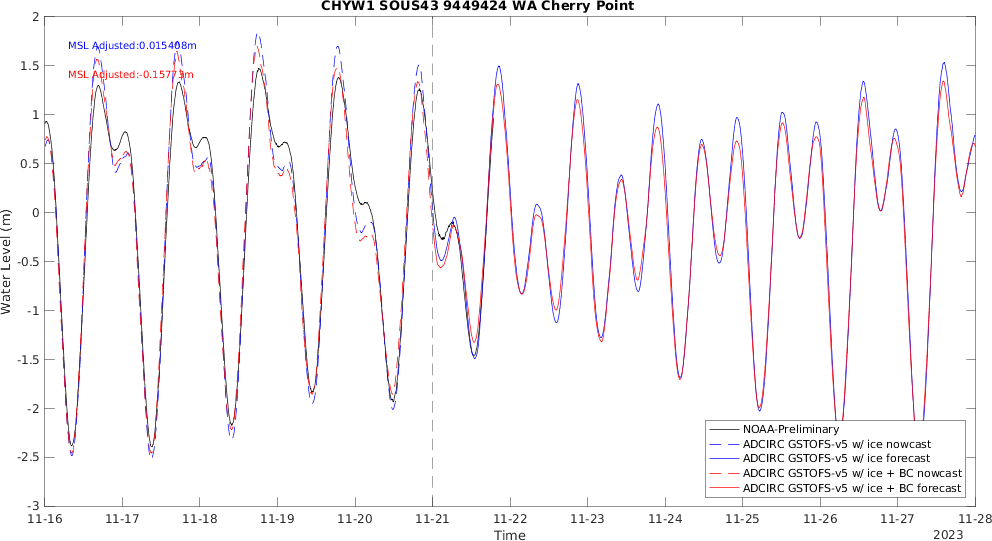 CHYW1 SOUS43 9449424 WA Cherry Point
MSL Adjusted:0.015408m
MSL Adjusted:-0.15773m
2
1.5
1
0.5
0
-0.5
-1
-1.5
-2
-2.5
-3
Water Level (m)
NOAA-Preliminary
ADCIRC GSTOFS-v5 w/ ice nowcast
ADCIRC GSTOFS-v5 w/ ice forecast
ADCIRC GSTOFS-v5 w/ ice + BC nowcast
ADCIRC GSTOFS-v5 w/ ice + BC forecast
11-16 11-17 11-18 11-19 11-20 11-21 11-22 11-23 11-24 11-25 11-26 11-27 11-28
Time
2023